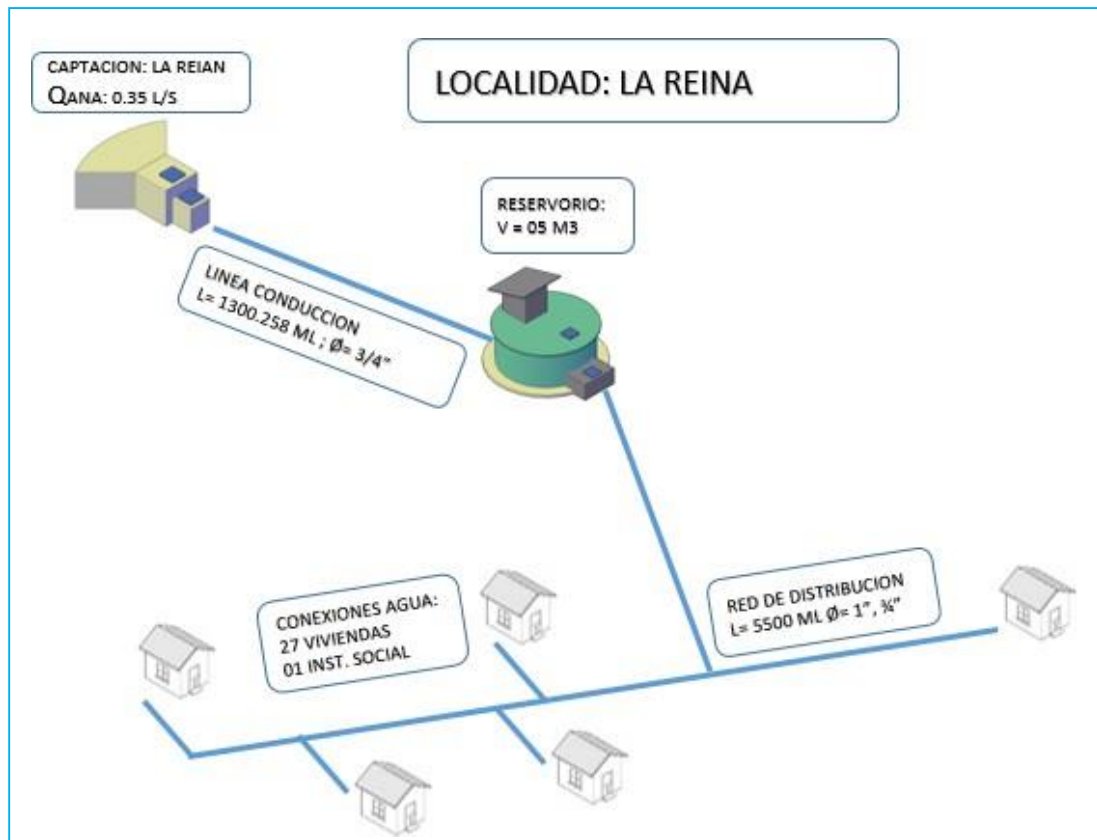 CAPTACION: LA REIAN
QANA: 0.35 L/S
LOCALIDAD: LA REINA
RESERVORIO:
V = 05 M3
LINEA CONDUCCION
L= 1300.258 ML ; Ø= 3/4”
CONEXIONES AGUA:
27 VIVIENDAS
01 INST. SOCIAL
RED DE DISTRIBUCION
L= 5500 ML Ø= 1”, ¾”